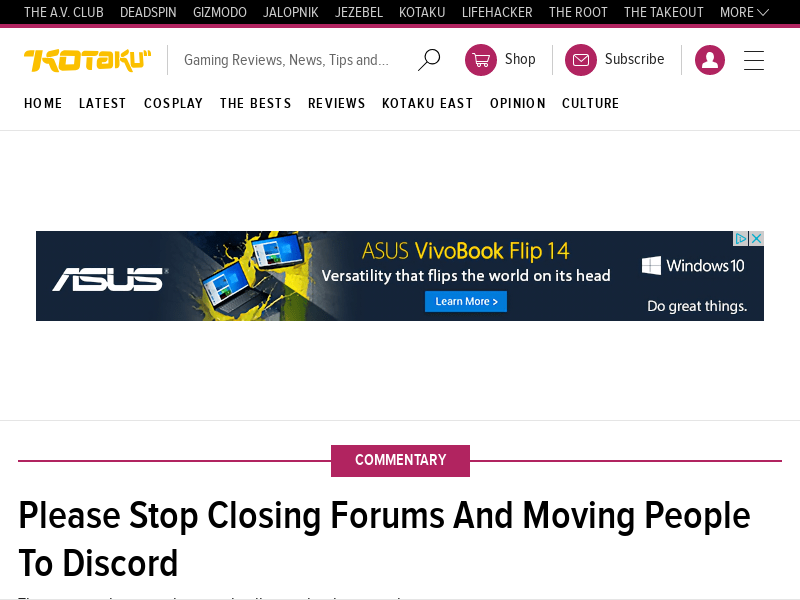 THE A.V. CLUB DEADSPIN GIZMODO JALOPNIK JEZEBEL KOTAKU LIFEHACKER THE ROOT THE TAKEOUT MORE
KOTAKU Gaming Reviews, News, Tips and... Shop Subscribe
HOME LATEST COSPLAY THE BESTS REVIEWS KOTAKU EAST OPINION CULTURE
ASUS VivoBook Flip 14
ASUS Versatility that flips the world on its head Windows 10
Learn More >
Do great things.
COMMENTARY
Please Stop Closing Forums And Moving People
To Discord